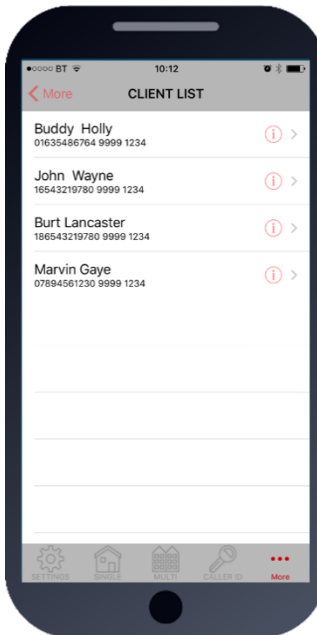 BT 10:12
More CLIENT LIST
Buddy Holly
01635486764 9999 1234
John Wayne
16543219780 9999 1234
Burt Lancaster
186543219780 9999 1234
Marvin Gaye
07894561230 9999 1234
SETTINGS SINGLE MULTI CALLER ID More